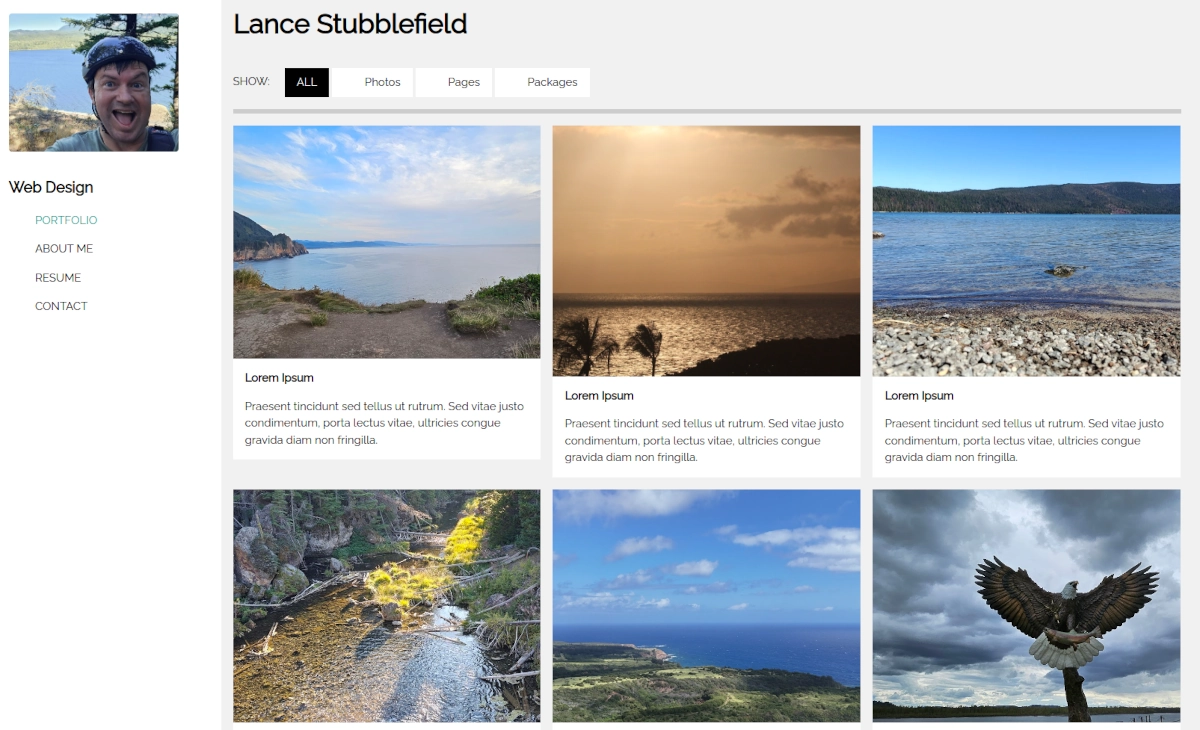 Lance Stubblefield
SHOW: ALL Photos Pages Packages
Web Design
PORTFOLIO
ABOUT ME
RESUME
CONTACT
Lorem Ipsum
Praesent tincidunt sed tellus ut rutrum. Sed vitae justo
condimentum, porta lectus vitae, ultricies congue
gravida diam non fringilla.
Lorem Ipsum
Praesent tincidunt sed tellus ut rutrum. Sed vitae justo
condimentum, porta lectus vitae, ultricies congue
gravida diam non fringilla.
Lorem Ipsum
Praesent tincidunt sed tellus ut rutrum. Sed vitae justo
condimentum, porta lectus vitae, ultricies congue
gravida diam non fringilla.